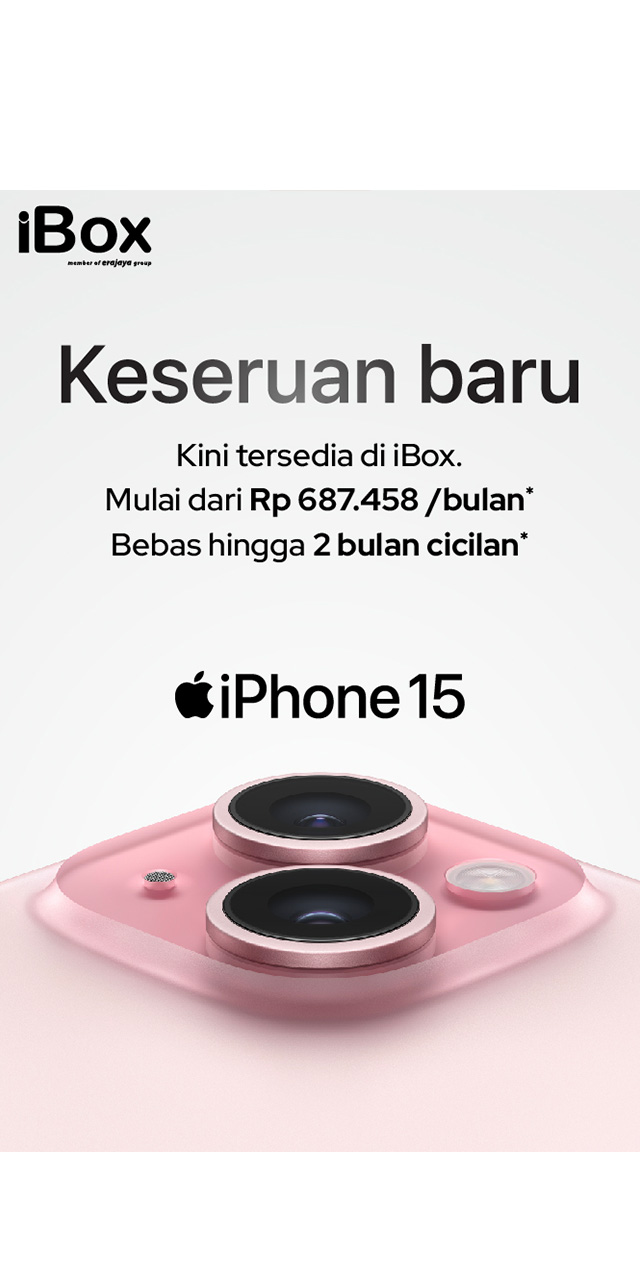 iBox
member of erajaya group
Keseruan baru
Kini tersedia di iBox.
Mulai dari Rp 687.458 /bulan*
Bebas hingga 2 bulan cicilan*
iPhone 15